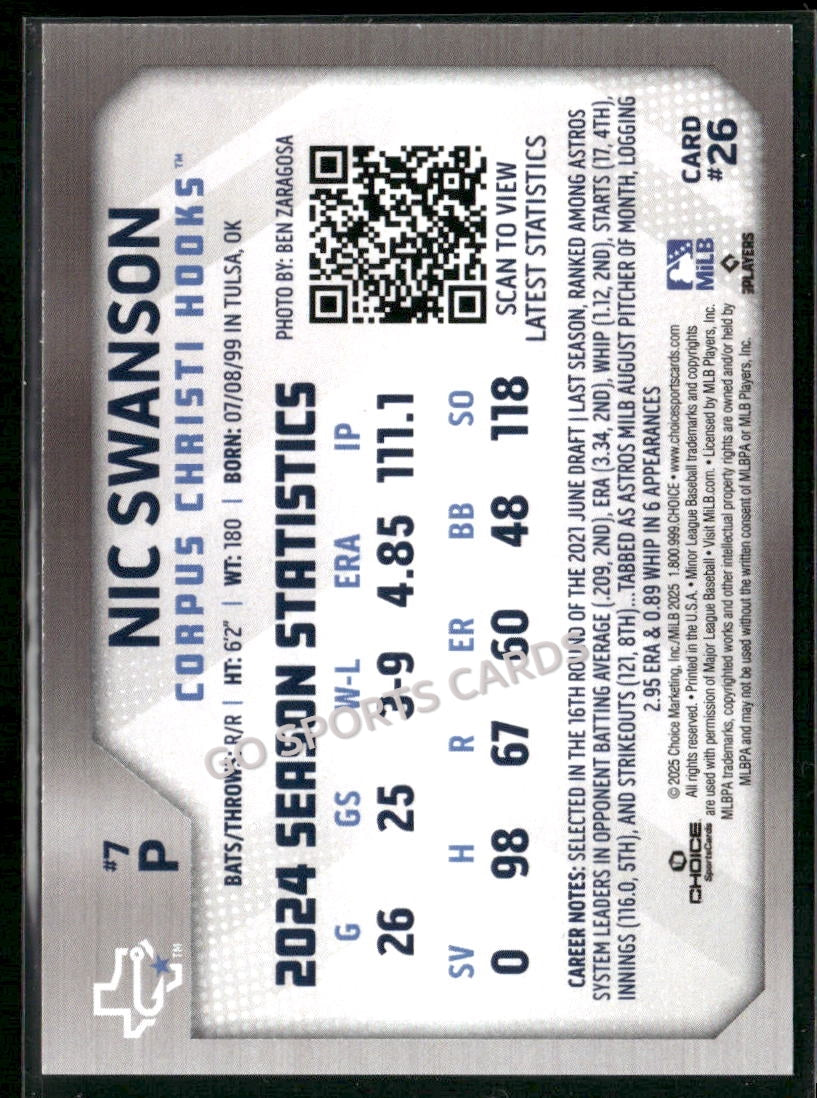 #7
P
NIC SWANSON
CORPUS CHRISTI HOOKS™
BATS/THROWS: R/R | HT: 6'2" | WT: 180 | BORN: 07/08/99 IN TULSA, OK
2024 SEASON STATISTICS
G GS W-L ERA IP
26 25 3-9 4.85 111.1
SV H R ER BB SO
0 98 67 60 48 118
PHOTO BY: BEN ZARAGOSA
SCAN TO VIEW
LATEST STATISTICS
CAREER NOTES: SELECTED IN THE 16TH ROUND OF THE 2021 JUNE DRAFT | LAST SEASON, RANKED AMONG ASTROS
SYSTEM LEADERS IN OPPONENT BATTING AVERAGE (.209, 2ND), ERA (3.34, 2ND), WHIP (1.12, 2ND), STARTS (17, 4TH),
INNINGS (116.0, 5TH), AND STRIKEOUTS (121, 8TH)...TABBED AS ASTROS MILB AUGUST PITCHER OF MONTH, LOGGING
2.95 ERA & 0.89 WHIP IN 6 APPEARANCES
CHOICE
SportsCards
© 2025 Choice Marketing, Inc./MiLB 2025 1.800.999.CHOICE • www.choicesportscards.com
All rights reserved. • Printed in the U.S.A. • Minor League Baseball trademarks and copyrights
are used with permission of Major League Baseball • Visit MiLB.com. • Licensed by MLB Players, Inc.
MLBPA trademarks, copyrighted works and other intellectual property rights are owned and/or held by
MLBPA and may not be used without the written consent of MLBPA or MLB Players, Inc.
MiLB
PLAYERS
CARD
#26
TM
GO SPORTS CARDS